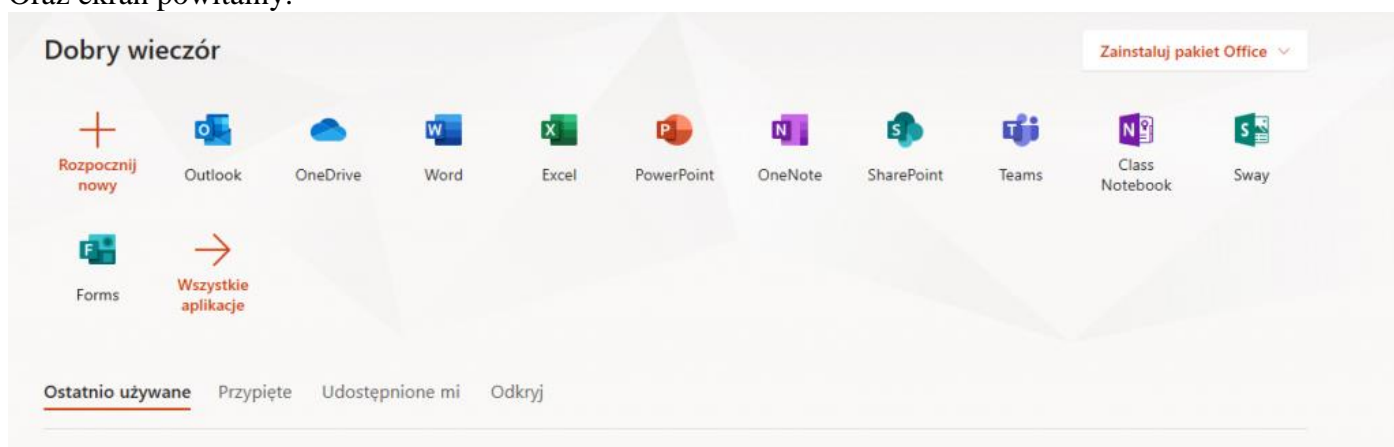 Oraz ekran powitalny:
Dobry wieczór
Zainstaluj pakiet Office
Rozpocznij
nowy
Outlook
OneDrive
Word
Excel
PowerPoint
OneNote
SharePoint
Teams
Class
Notebook
Sway
Forms
Wszystkie
aplikacje
Ostatnio używane Przypięte Udostępnione mi Odkryj